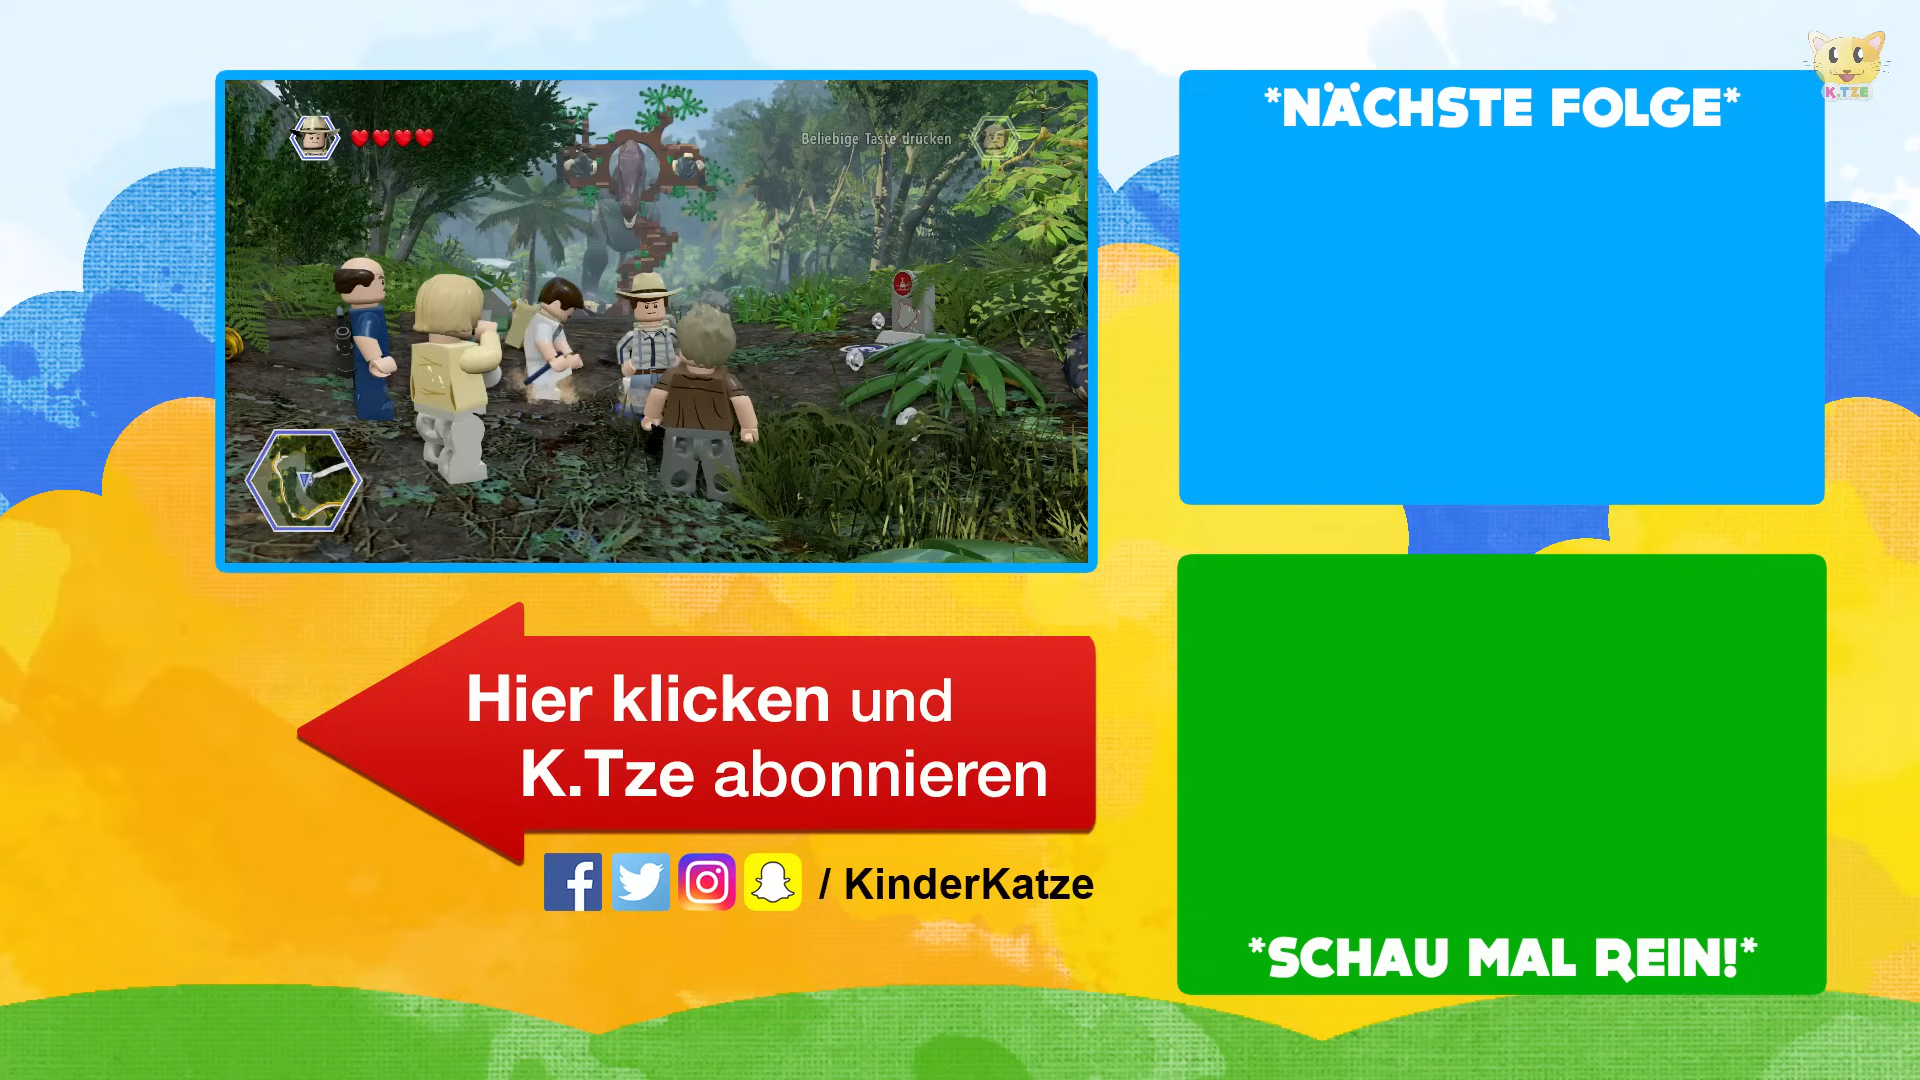 Beliebige Taste drücken
*NÄCHSTE FOLGE*
K.TZE
Hier klicken und
K.Tze abonnieren
/ KinderKatze
*SCHAU MAL REIN!*